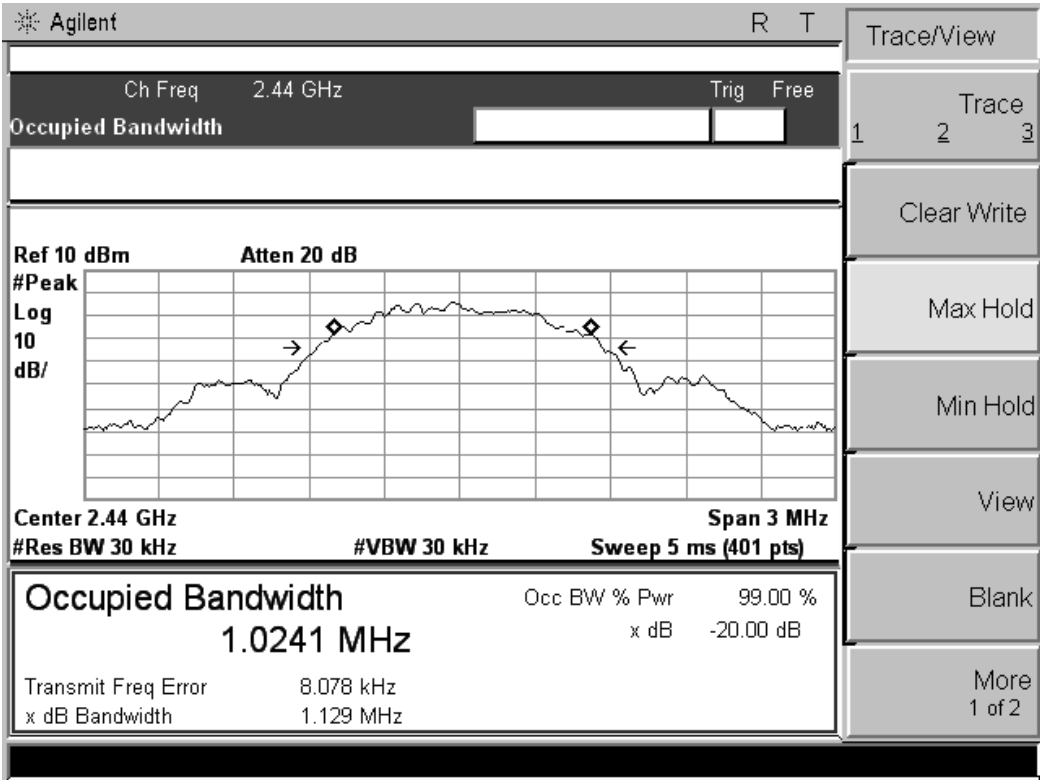 Agilent R T
Ch Freq 2.44 GHz Trig Free
Occupied Bandwidth
Ref 10 dBm Atten 20 dB
#Peak
Log
10
dB/
Center 2.44 GHz Span 3 MHz
#Res BW 30 kHz #VBW 30 kHz Sweep 5 ms (401 pts)
Occupied Bandwidth Occ BW % Pwr 99.00 %
1.0241 MHz x dB -20.00 dB
Transmit Freq Error 8.078 kHz
x dB Bandwidth 1.129 MHz
Trace/View
Trace
1 2 3
Clear Write
Max Hold
Min Hold
View
Blank
More
1 of 2